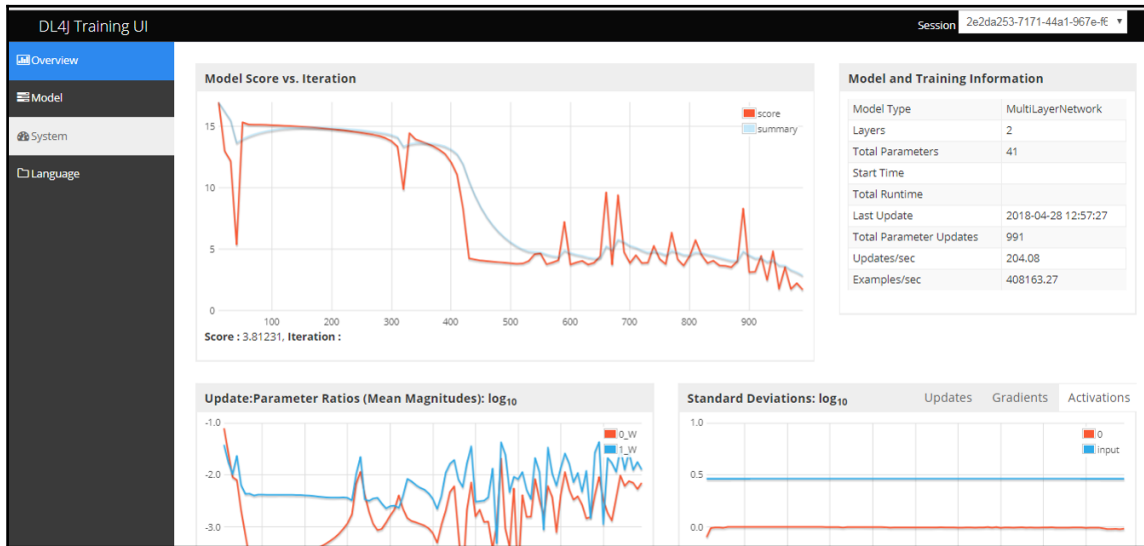 DL4J Training UI
Session 2e2da253-7171-44a1-967e-f6
Overview
Model
System
Language
Model Score vs. Iteration
score
summary
15
10
5
0
100 200 300 400 500 600 700 800 900
Score : 3.81231, Iteration :
Model and Training Information
Model Type MultiLayerNetwork
Layers 2
Total Parameters 41
Start Time
Total Runtime
Last Update 2018-04-28 12:57:27
Total Parameter Updates 991
Updates/sec 204.08
Examples/sec 408163.27
Update:Parameter Ratios (Mean Magnitudes): log10
0_W
1_W
-1.0
-2.0
-3.0
Standard Deviations: log10 Updates Gradients Activations
0
input
1.0
0.5
0.0